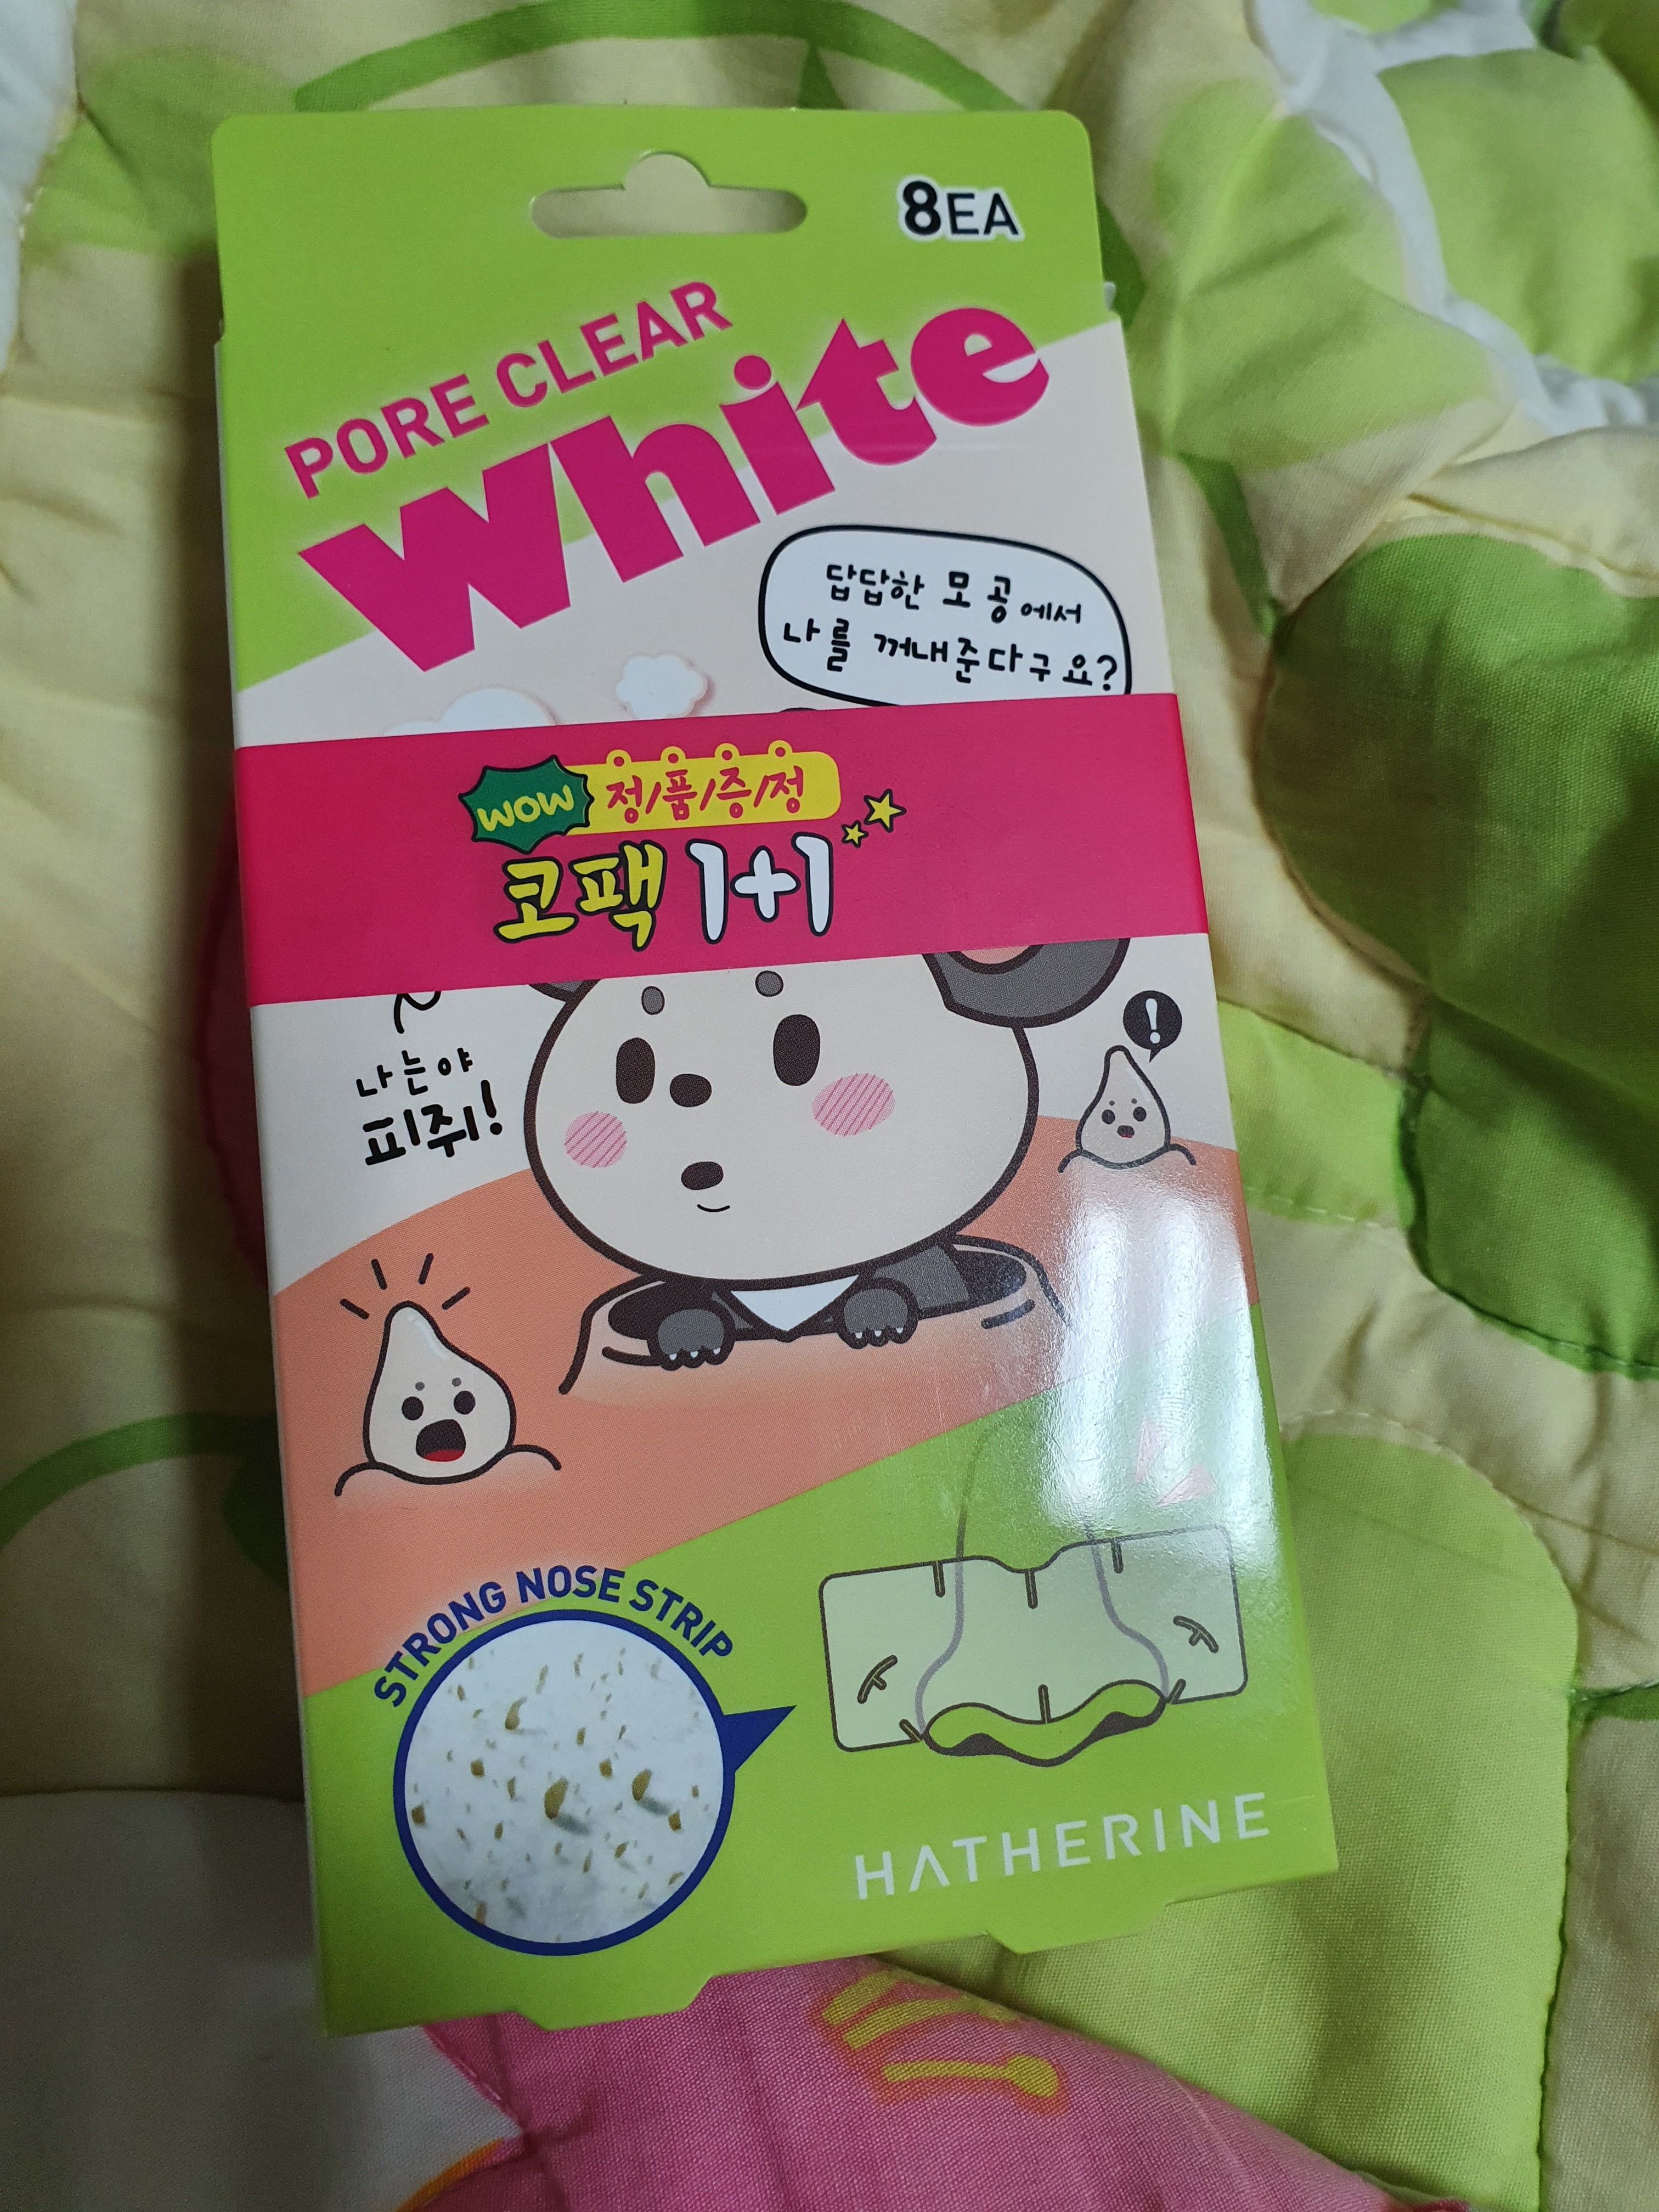 8EA
PORE CLEAR
White
답답한 모공에서
나를 꺼내준다구요?
WOW 정/품/증/정
코팩 1+1
!
나는야
피쥐!
STRONG NOSE STRIP
HATHERINE